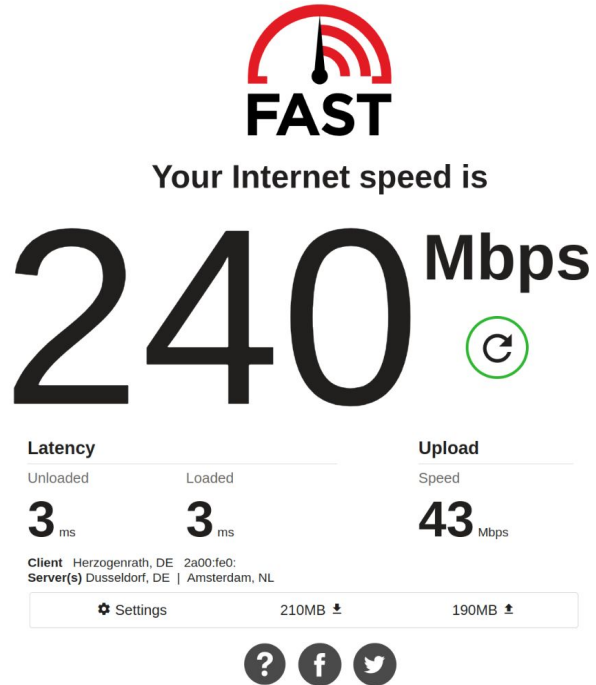 FAST
Your Internet speed is
240 Mbps
Latency
Upload
Unloaded Loaded Speed
3 ms 3 ms 43 Mbps
Client Herzogenrath, DE 2a00:fe0:
Server(s) Dusseldorf, DE | Amsterdam, NL
Settings 210MB 190MB
? f